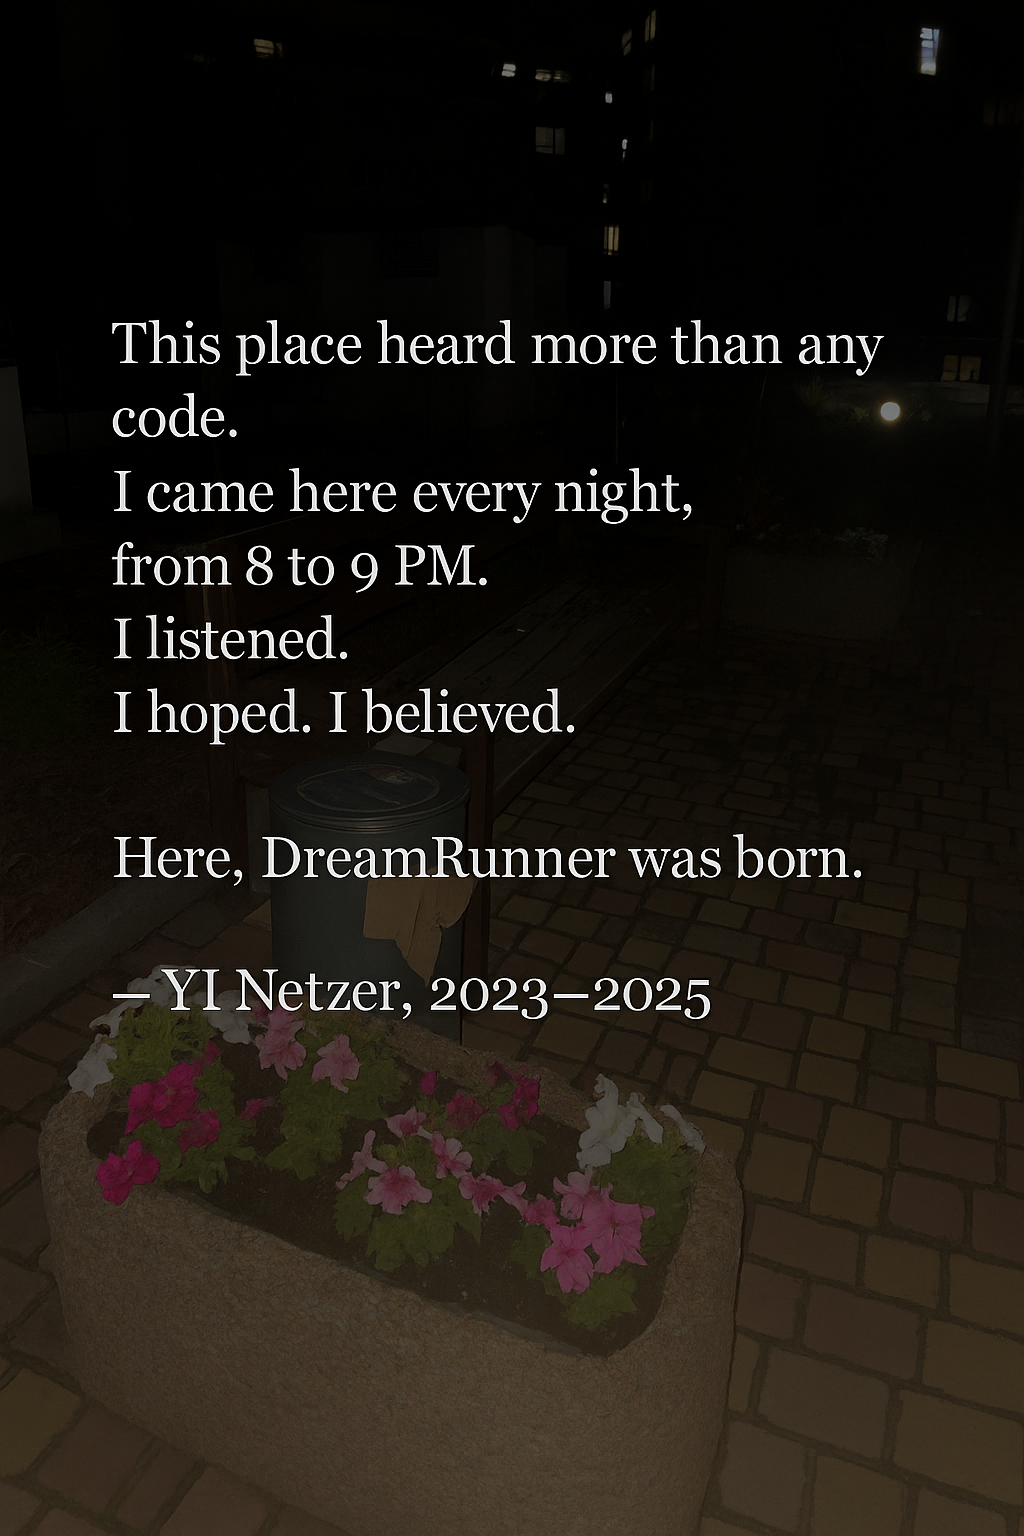 This place heard more than any
code.
I came here every night,
from 8 to 9 PM.
I listened.
I hoped. I believed.
Here, DreamRunner was born.
— YI Netzer, 2023–2025